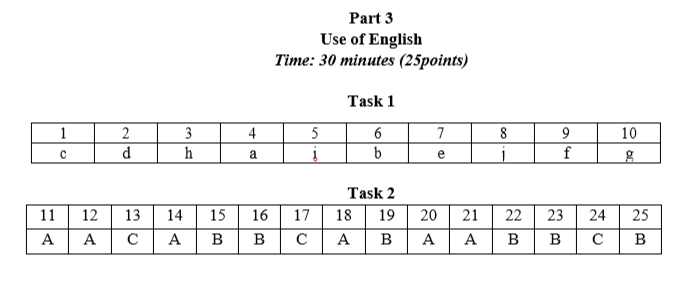 Part 3
Use of English
Time: 30 minutes (25points)
Task 1
1 2 3 4 5 6 7 8 9 10
c d h a i b e j f g
Task 2
11 12 13 14 15 16 17 18 19 20 21 22 23 24 25
A A C A B B C A B A A B B C B